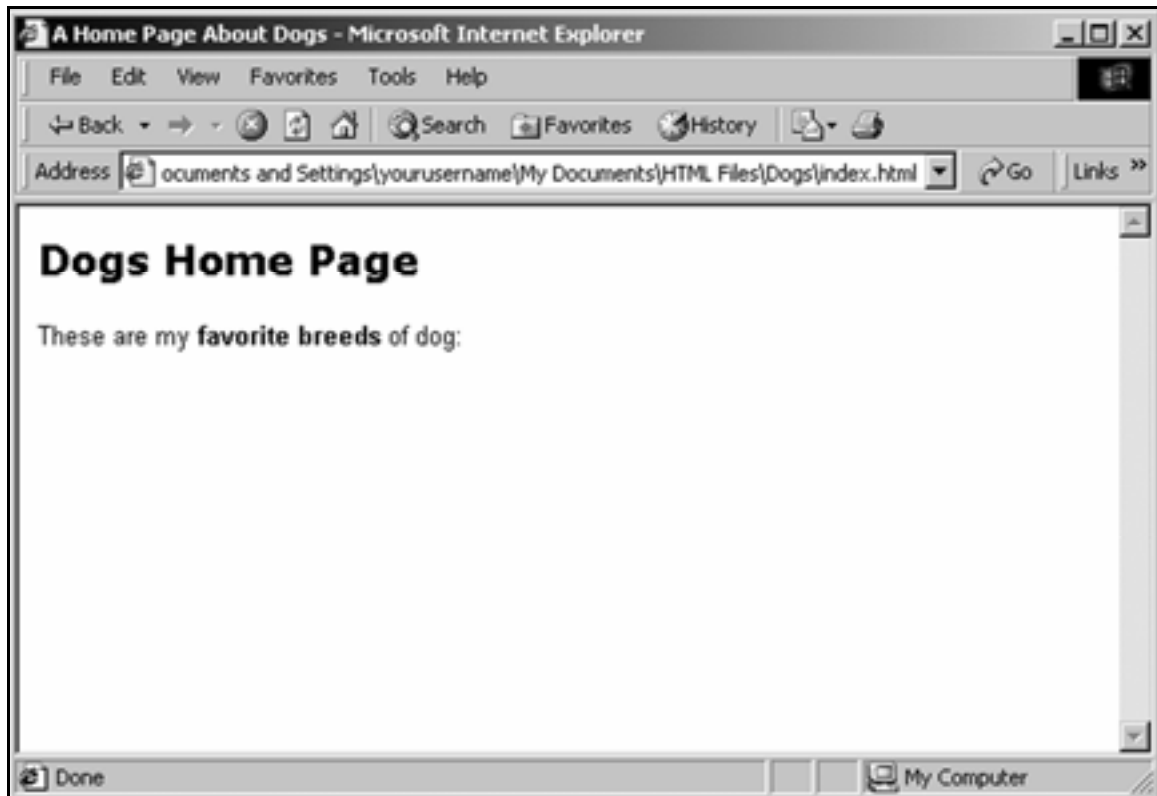 A Home Page About Dogs - Microsoft Internet Explorer
File Edit View Favorites Tools Help
Back Search Favorites History
Address ocuments and Settings\yourusername\My Documents\HTML Files\Dogs\index.html Go Links »
Dogs Home Page
These are my favorite breeds of dog:
Done My Computer